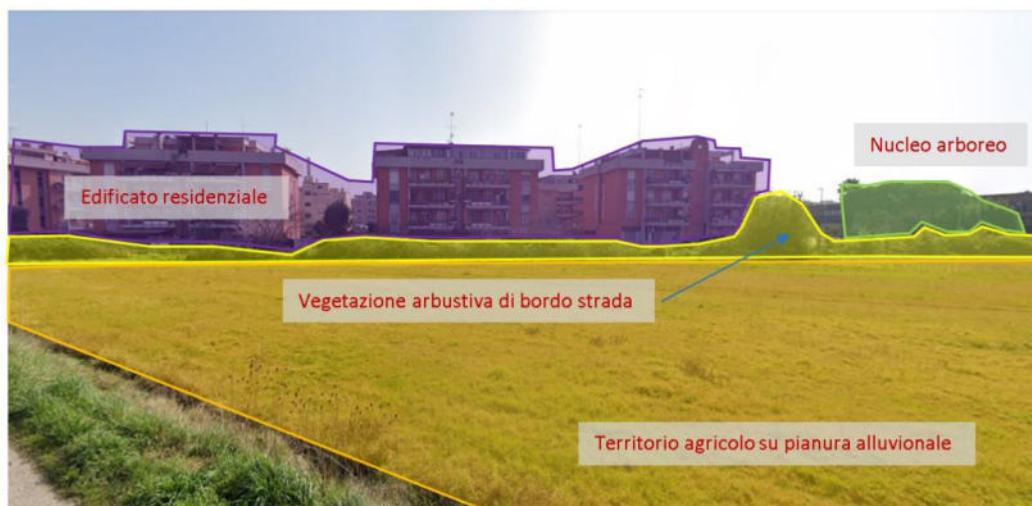 Nucleo arboreo
Edificato residenziale
Vegetazione arbustiva di bordo strada
Territorio agricolo su pianura alluvionale